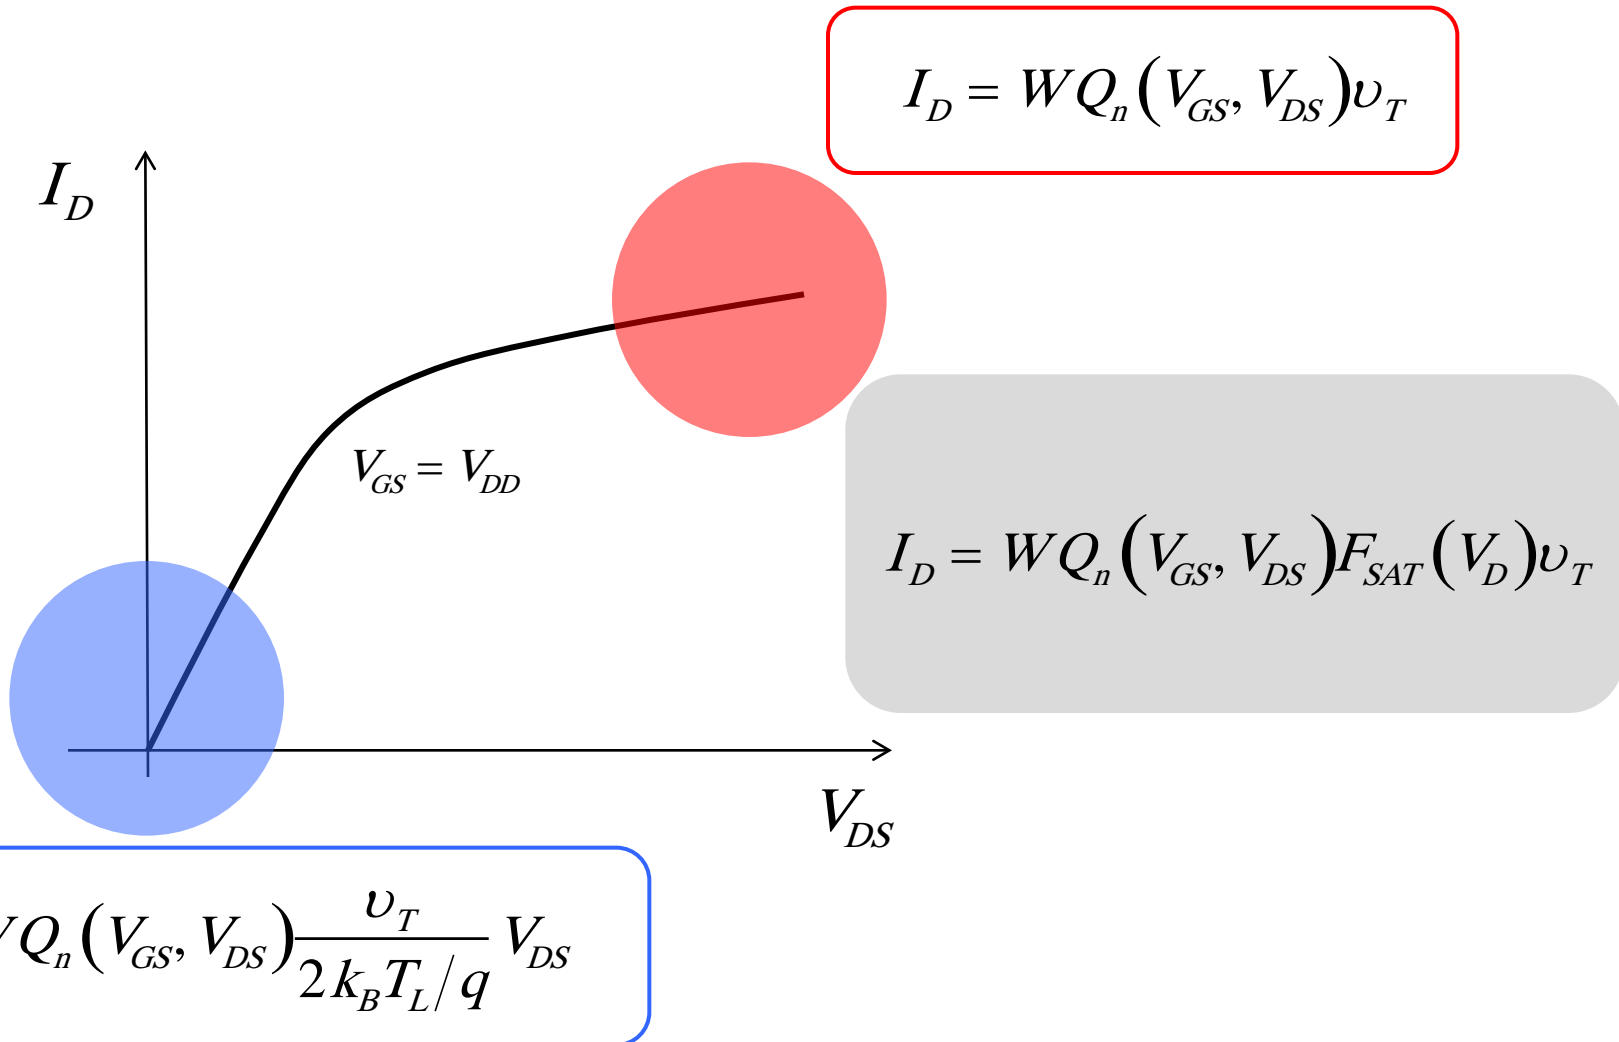 I_D = WQ_n(V_GS, V_DS)υ_T
I_D
V_GS = V_DD
I_D = WQ_n(V_GS, V_DS)F_SAT(V_D)υ_T
V_DS
Q_n(V_GS, V_DS) υ_T / (2k_BT_L/q) V_DS